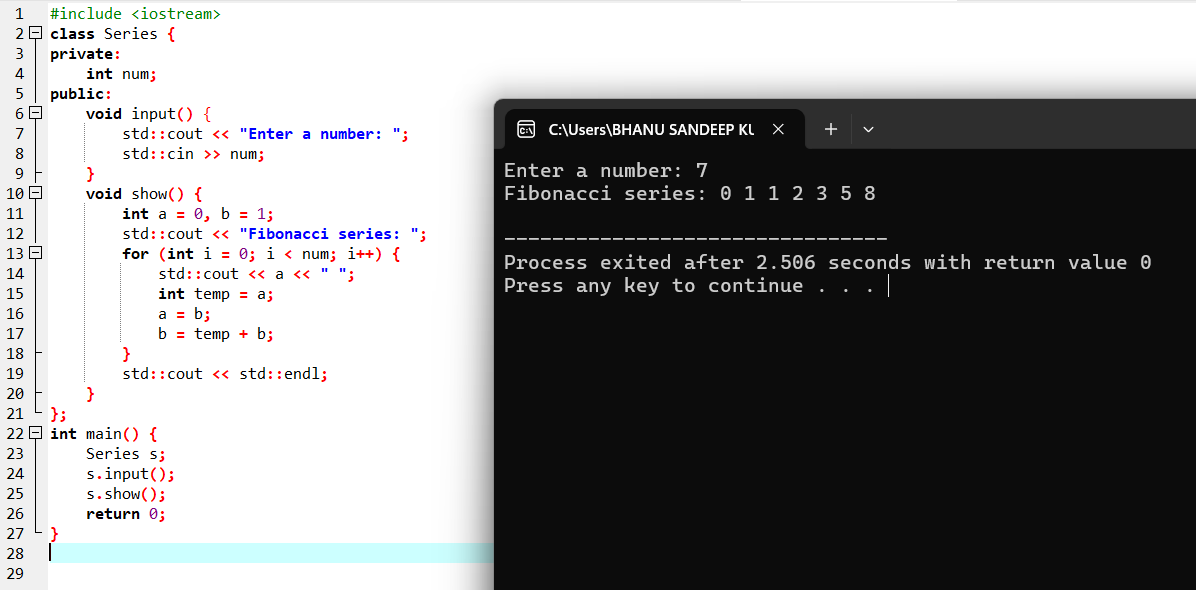 1 #include <iostream>
2 class Series {
3 private:
4     int num;
5 public:
6     void input() {
7         std::cout << "Enter a number: ";
8         std::cin >> num;
9     }
10     void show() {
11         int a = 0, b = 1;
12         std::cout << "Fibonacci series: ";
13         for (int i = 0; i < num; i++) {
14             std::cout << a << " ";
15             int temp = a;
16             a = b;
17             b = temp + b;
18         }
19         std::cout << std::endl;
20     }
21 };
22 int main() {
23     Series s;
24     s.input();
25     s.show();
26     return 0;
27 }
28
29
C:\Users\BHANU SANDEEP KU
Enter a number: 7
Fibonacci series: 0 1 1 2 3 5 8
--------------------------------
Process exited after 2.506 seconds with return value 0
Press any key to continue . . .